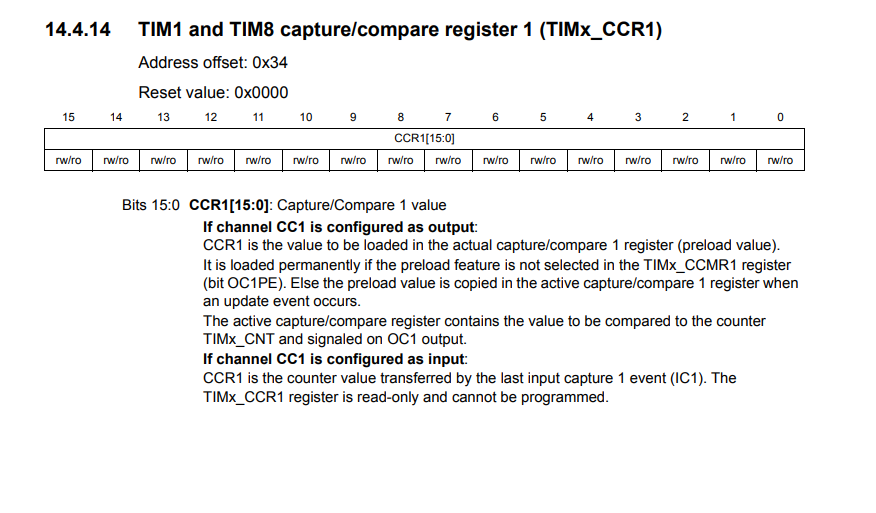 14.4.14 TIM1 and TIM8 capture/compare register 1 (TIMx_CCR1)
Address offset: 0x34
Reset value: 0x0000
15 14 13 12 11 10 9 8 7 6 5 4 3 2 1 0
CCR1[15:0]
rw/ro rw/ro rw/ro rw/ro rw/ro rw/ro rw/ro rw/ro rw/ro rw/ro rw/ro rw/ro rw/ro rw/ro rw/ro rw/ro
Bits 15:0 CCR1[15:0]: Capture/Compare 1 value
If channel CC1 is configured as output:
CCR1 is the value to be loaded in the actual capture/compare 1 register (preload value).
It is loaded permanently if the preload feature is not selected in the TIMx_CCMR1 register
(bit OC1PE). Else the preload value is copied in the active capture/compare 1 register when
an update event occurs.
The active capture/compare register contains the value to be compared to the counter
TIMx_CNT and signaled on OC1 output.
If channel CC1 is configured as input:
CCR1 is the counter value transferred by the last input capture 1 event (IC1). The
TIMx_CCR1 register is read-only and cannot be programmed.